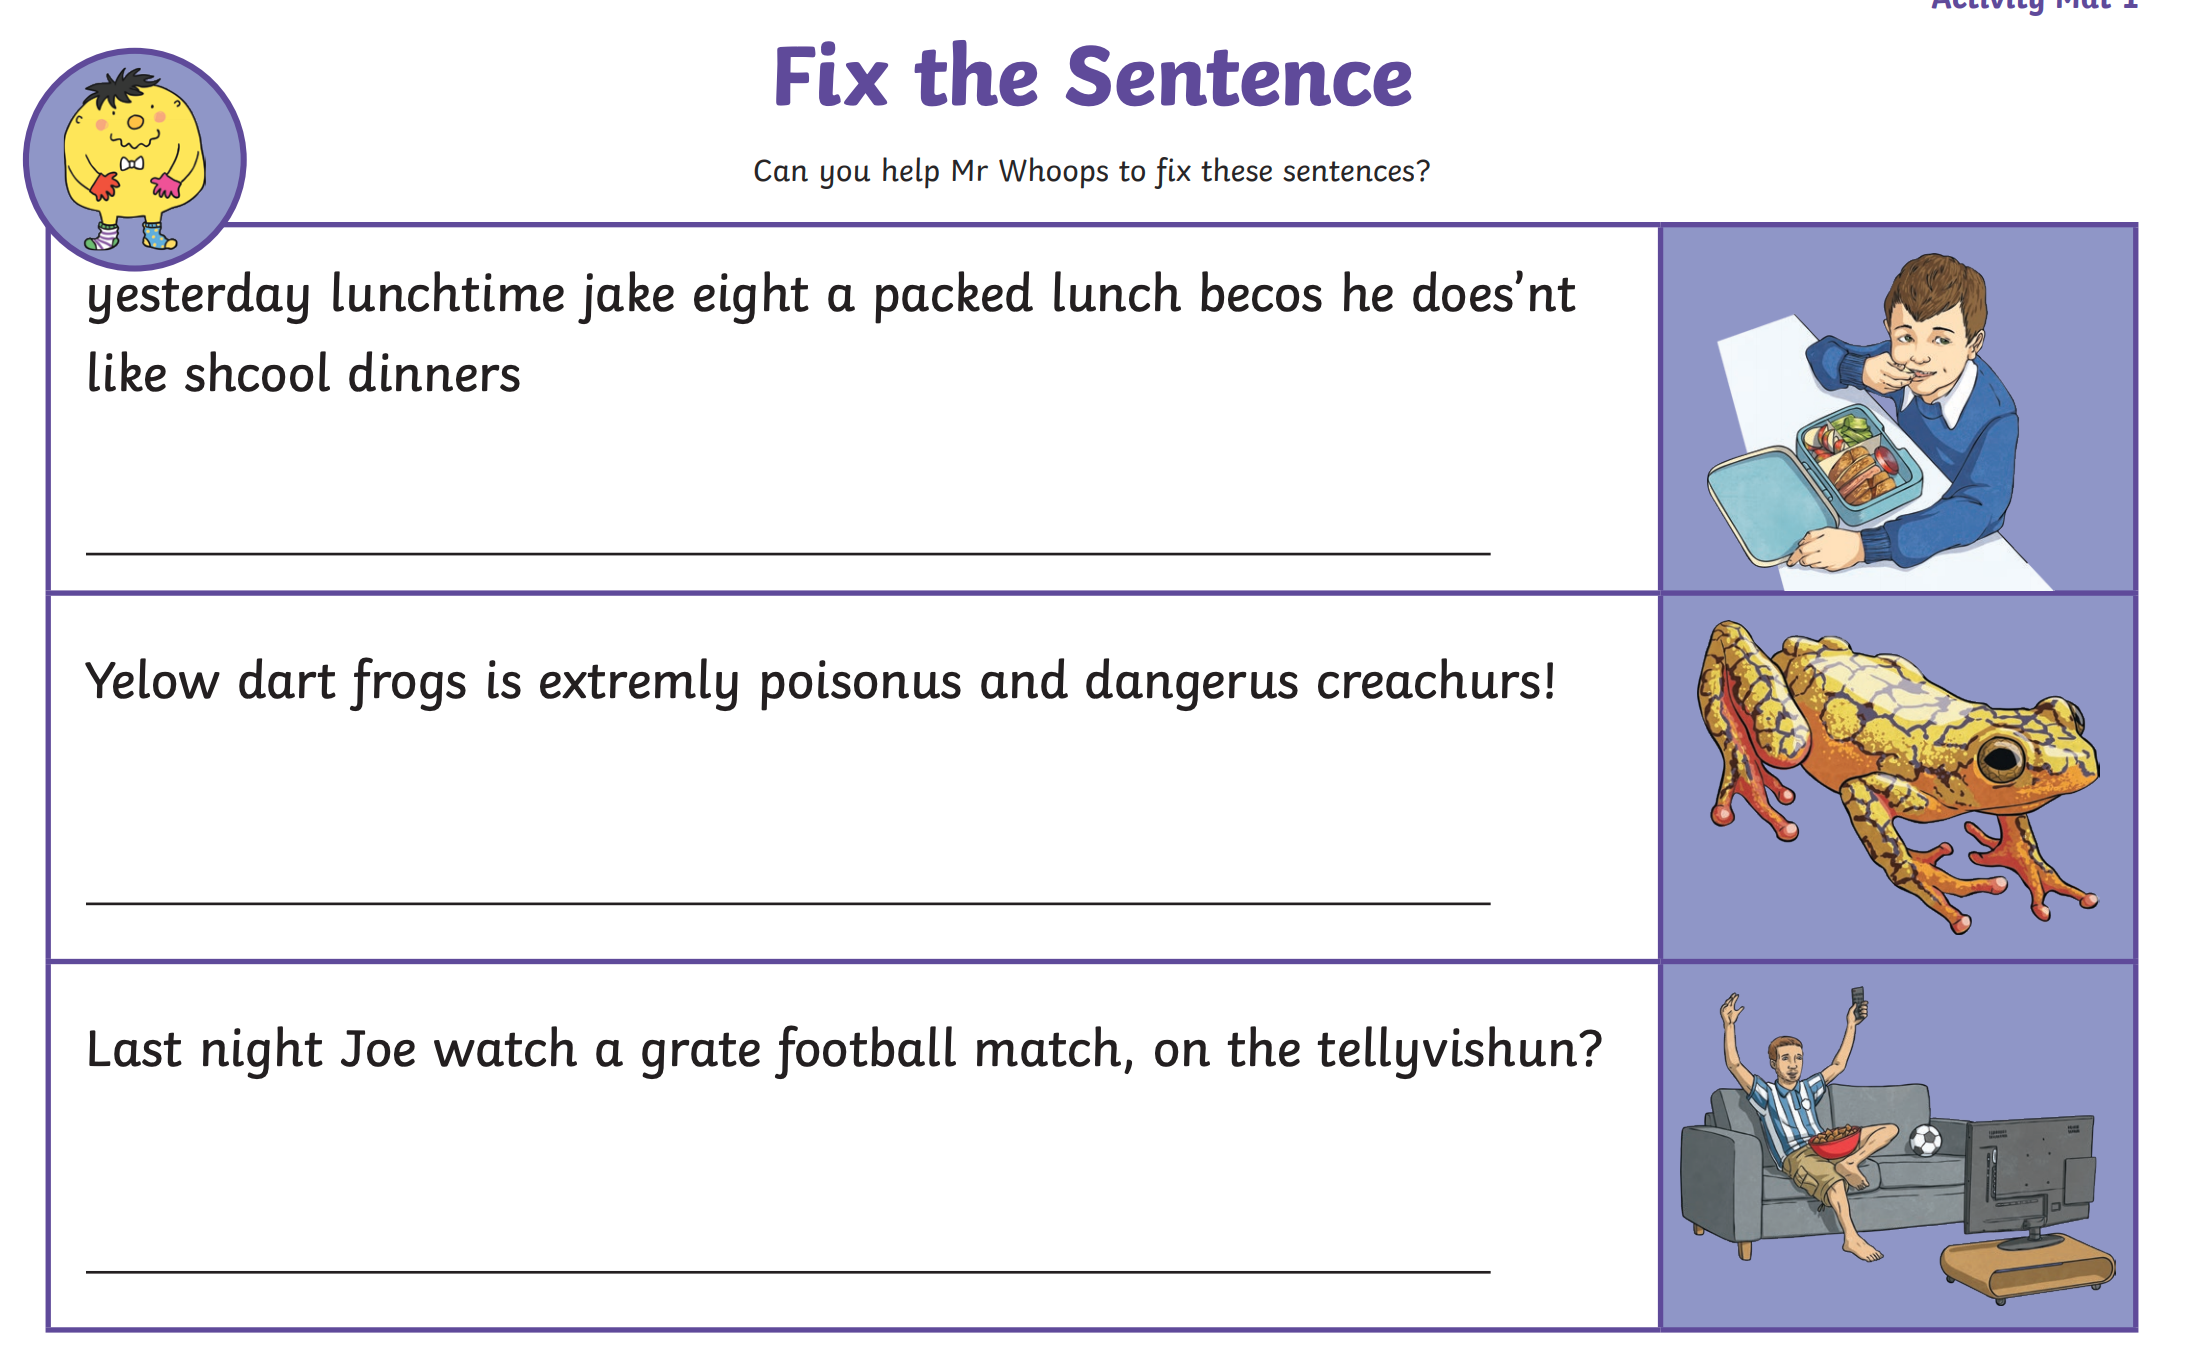 Activity Mat 1
Fix the Sentence
Can you help Mr Whoops to fix these sentences?
yesterday lunchtime jake eight a packed lunch becos he does’nt
like shcool dinners
Yelow dart frogs is extremly poisonus and dangerus creachurs!
Last night Joe watch a grate football match, on the tellyvishun?